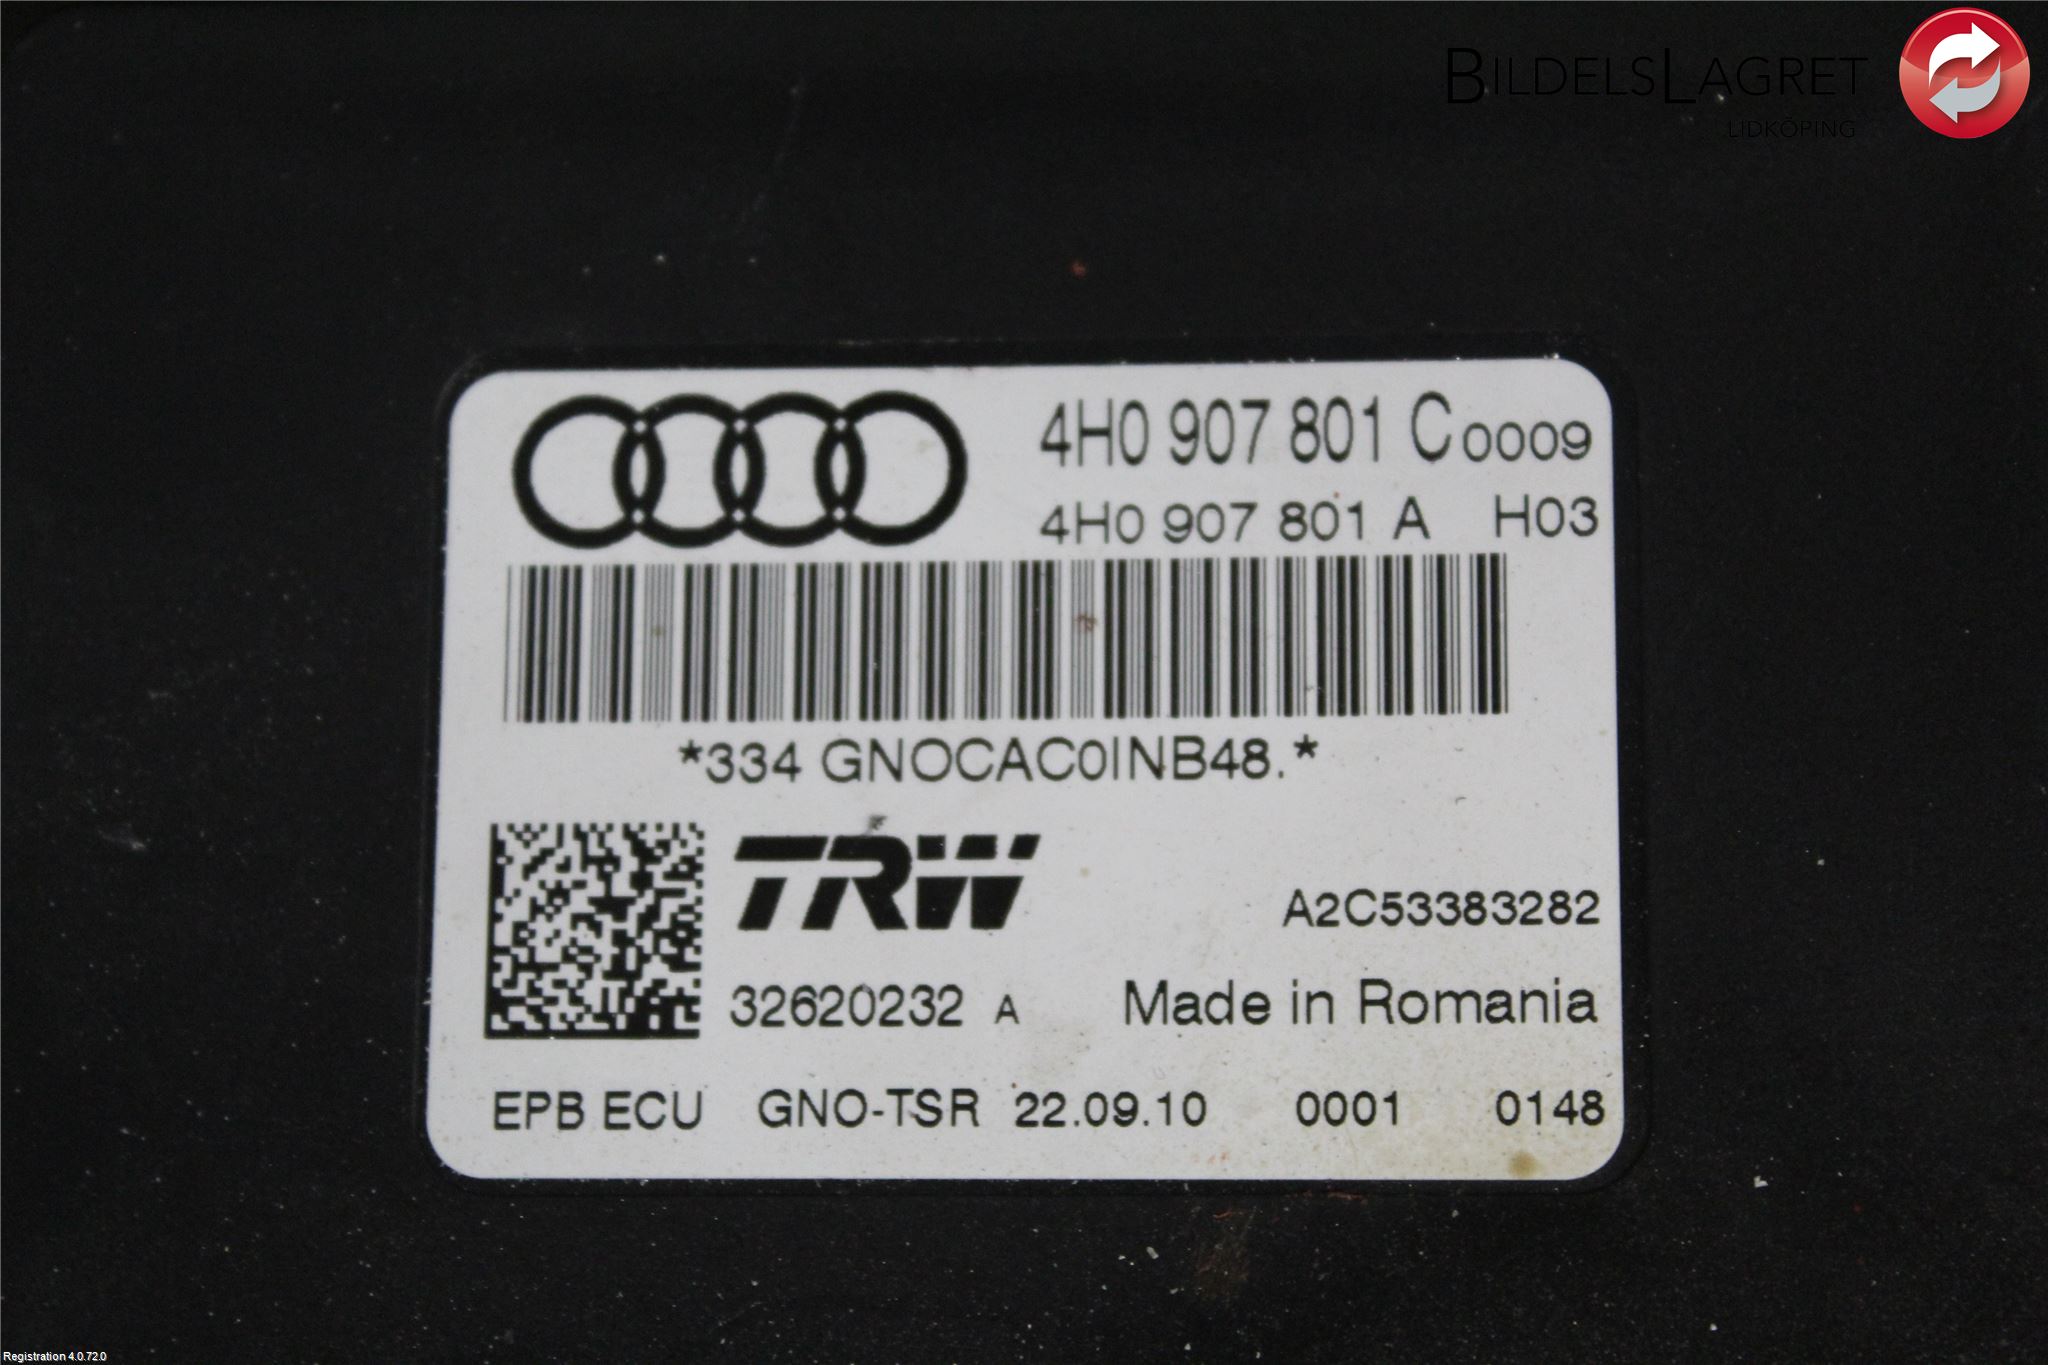 BILDELSLAGRET
LIDKÖPING
4H0 907 801 C 0009
4H0 907 801 A H03
*334 GNOCAC0INB48.*
TRW
A2C53383282
32620232 A Made in Romania
EPB ECU GNO-TSR 22.09.10 0001 0148
Registration 4.0.72.0